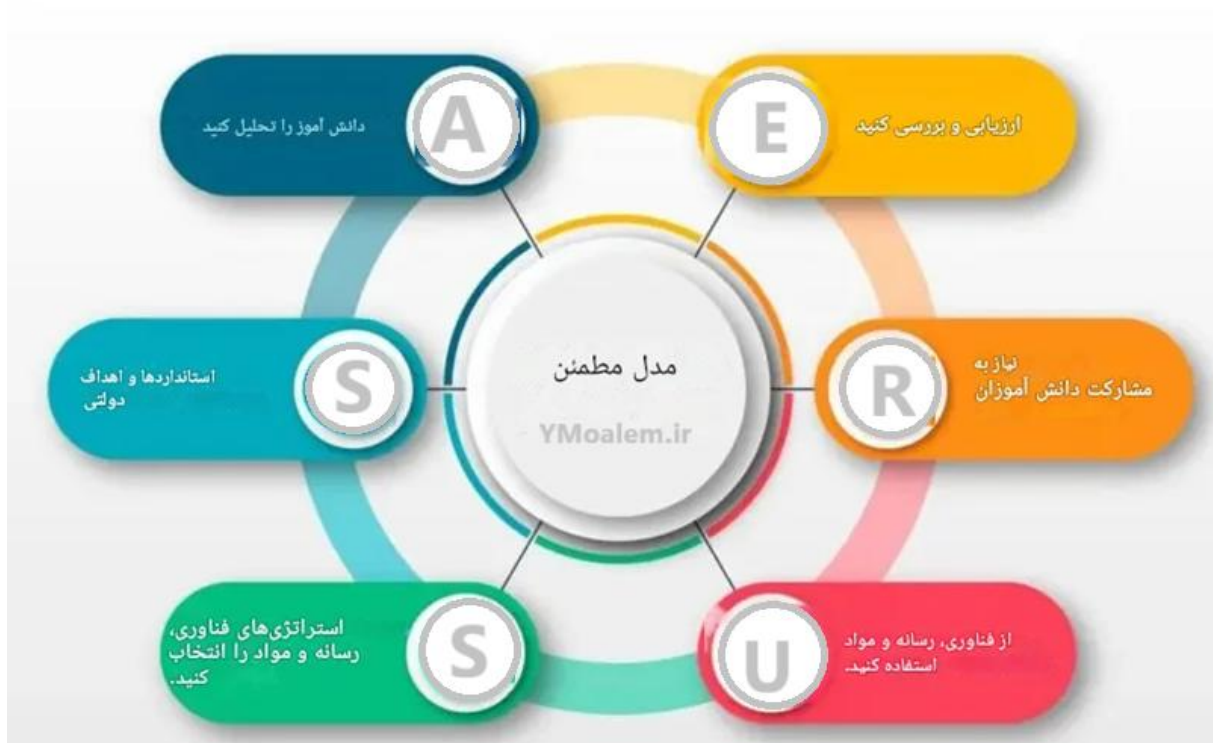 A
دانش آموز را تحلیل کنید
E
ارزیابی و بررسی کنید
S
استانداردها و اهداف
دولتی
مدل مطمئن
YMoalem.ir
R
نیاز به
مشارکت دانش آموزان
S
استراتژی‌های فناوری،
رسانه و مواد را انتخاب
کنید.
U
از فناوری، رسانه و مواد
استفاده کنید.